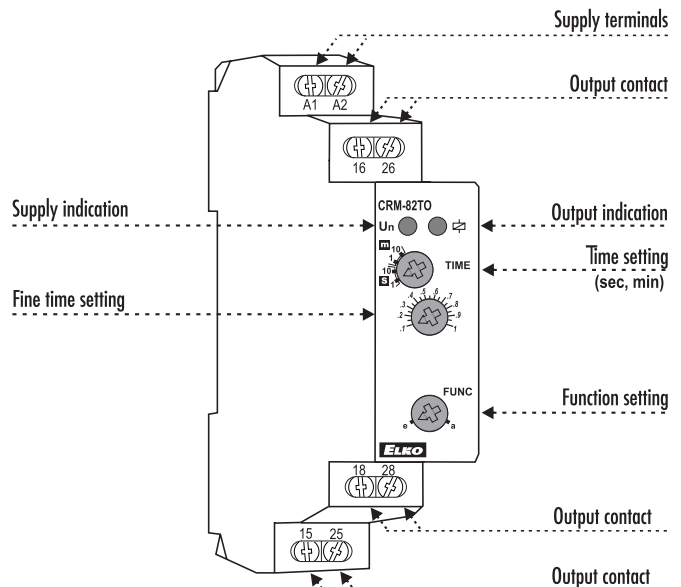 Supply terminals
A1 A2
Output contact
16 26
CRM-82TO
Supply indication
Un
Output indication
m 10
1
TIME
Time setting
(sec, min)
10
s 1
Fine time setting
.1 .2 .3 .4 .5 .6 .7 .8 .9 1
FUNC
Function setting
e a
ELKO
18 28
Output contact
15 25
Output contact